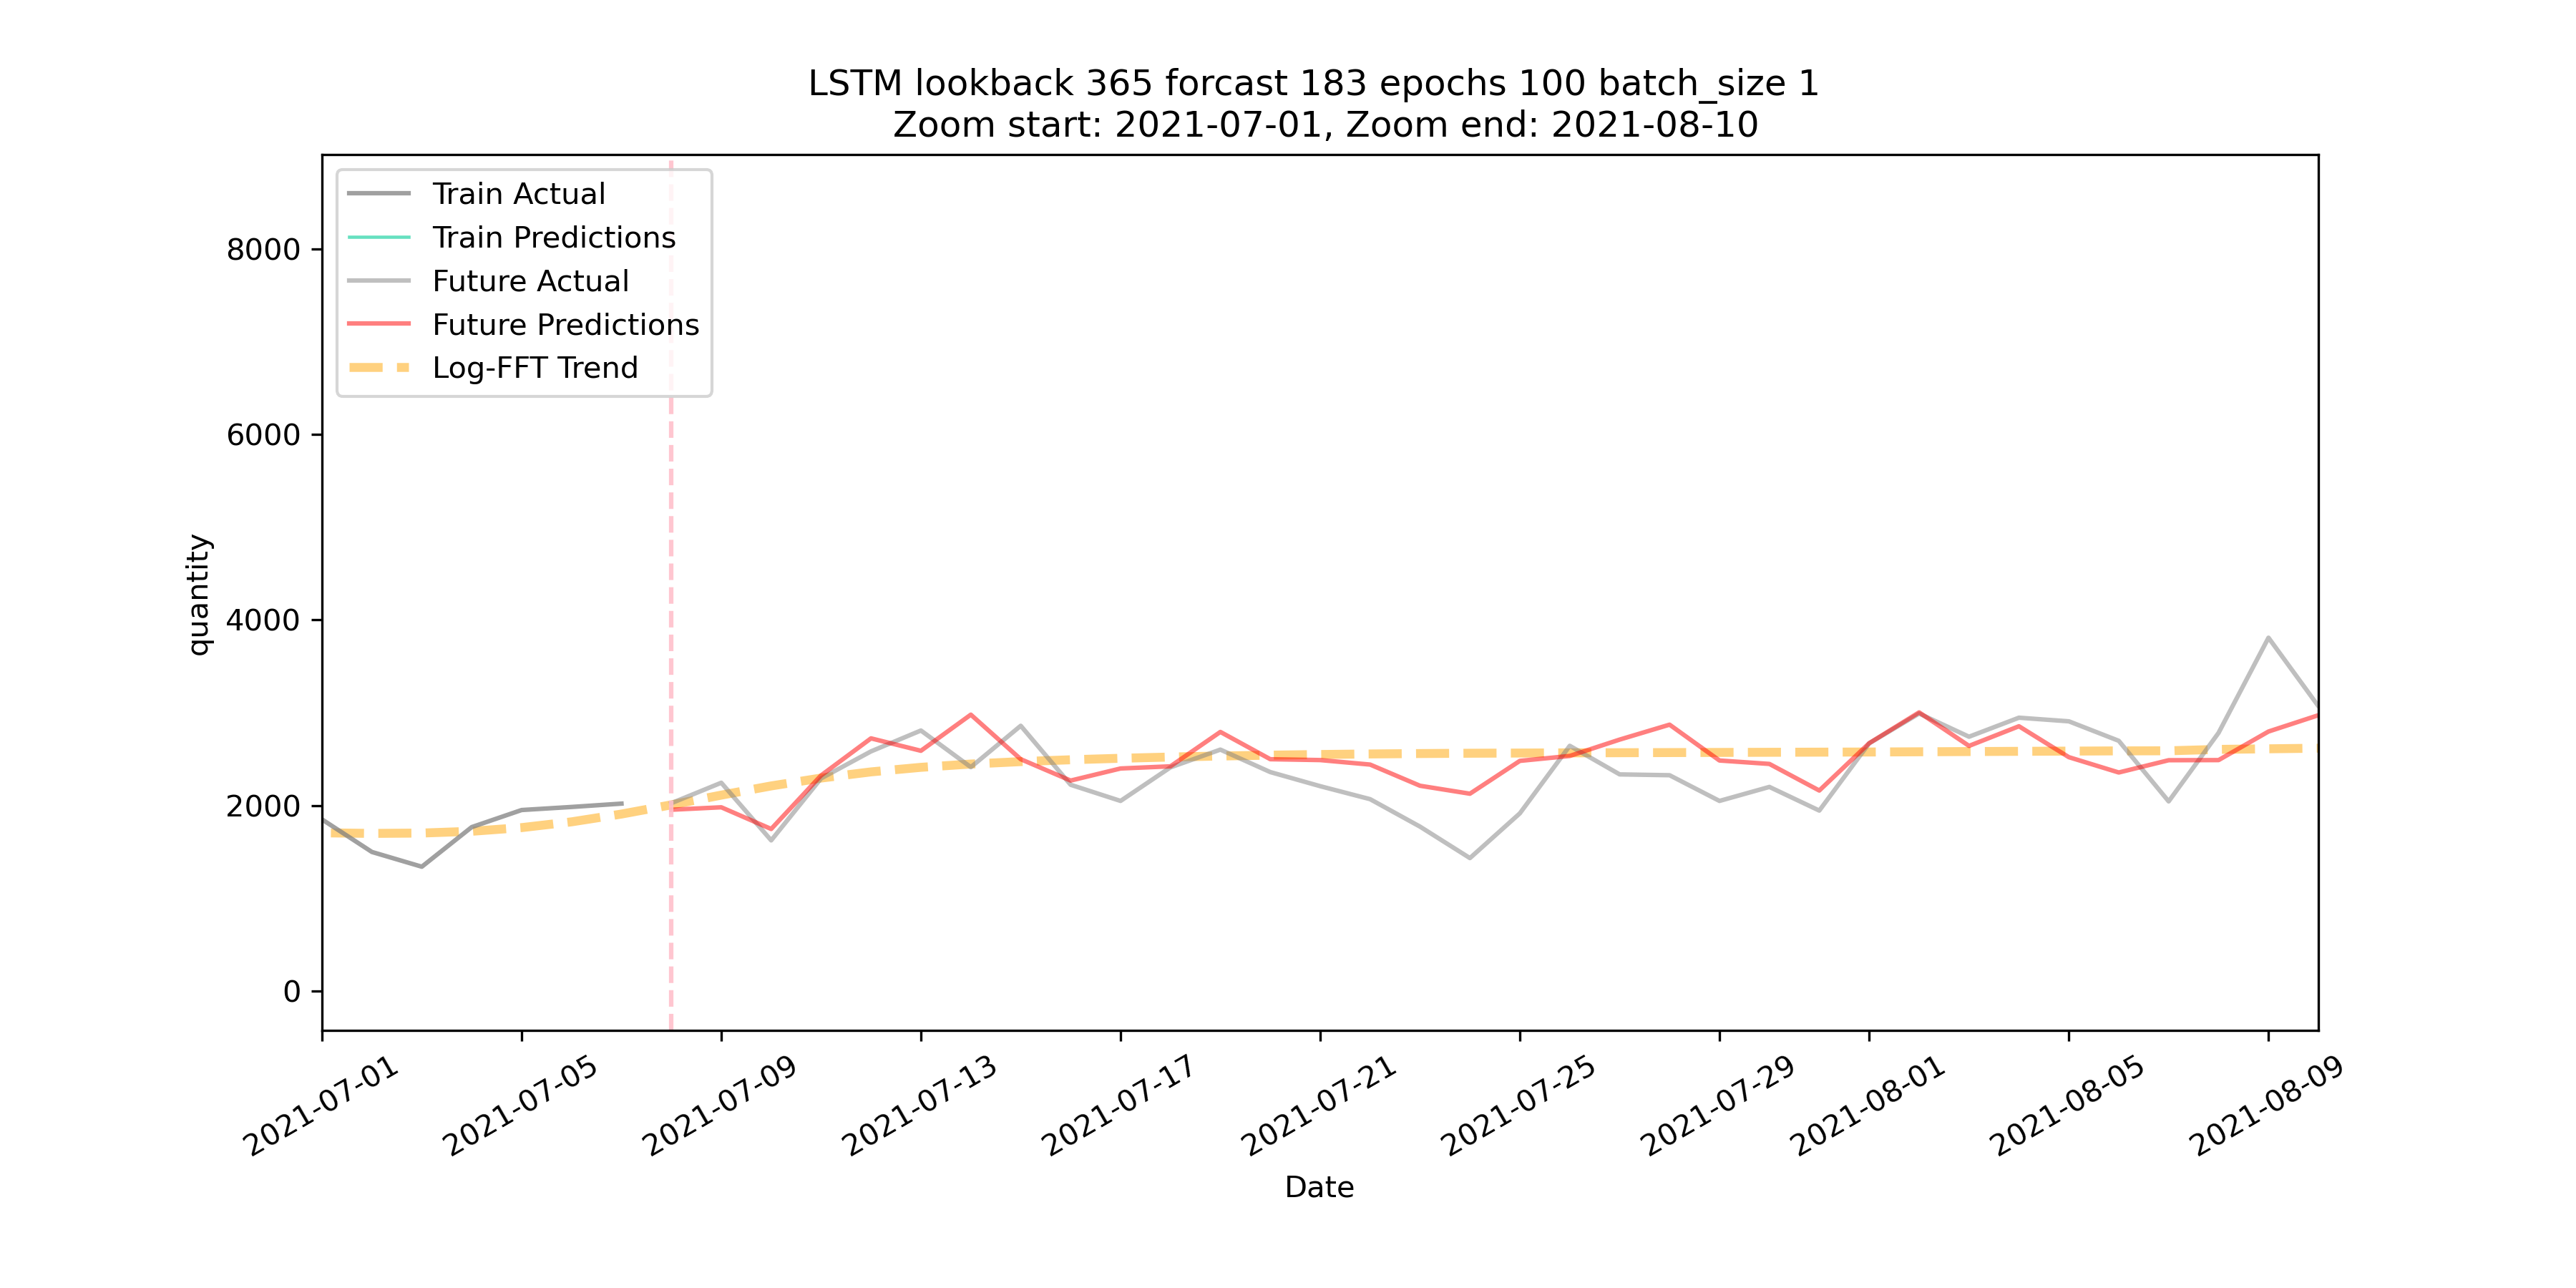 LSTM lookback 365 forcast 183 epochs 100 batch_size 1
Zoom start: 2021-07-01, Zoom end: 2021-08-10
Train Actual
Train Predictions
Future Actual
Future Predictions
Log-FFT Trend
8000
6000
4000
2000
0
quantity
2021-07-01
2021-07-05
2021-07-09
2021-07-13
2021-07-17
2021-07-21
2021-07-25
2021-07-29
2021-08-01
2021-08-05
2021-08-09
Date